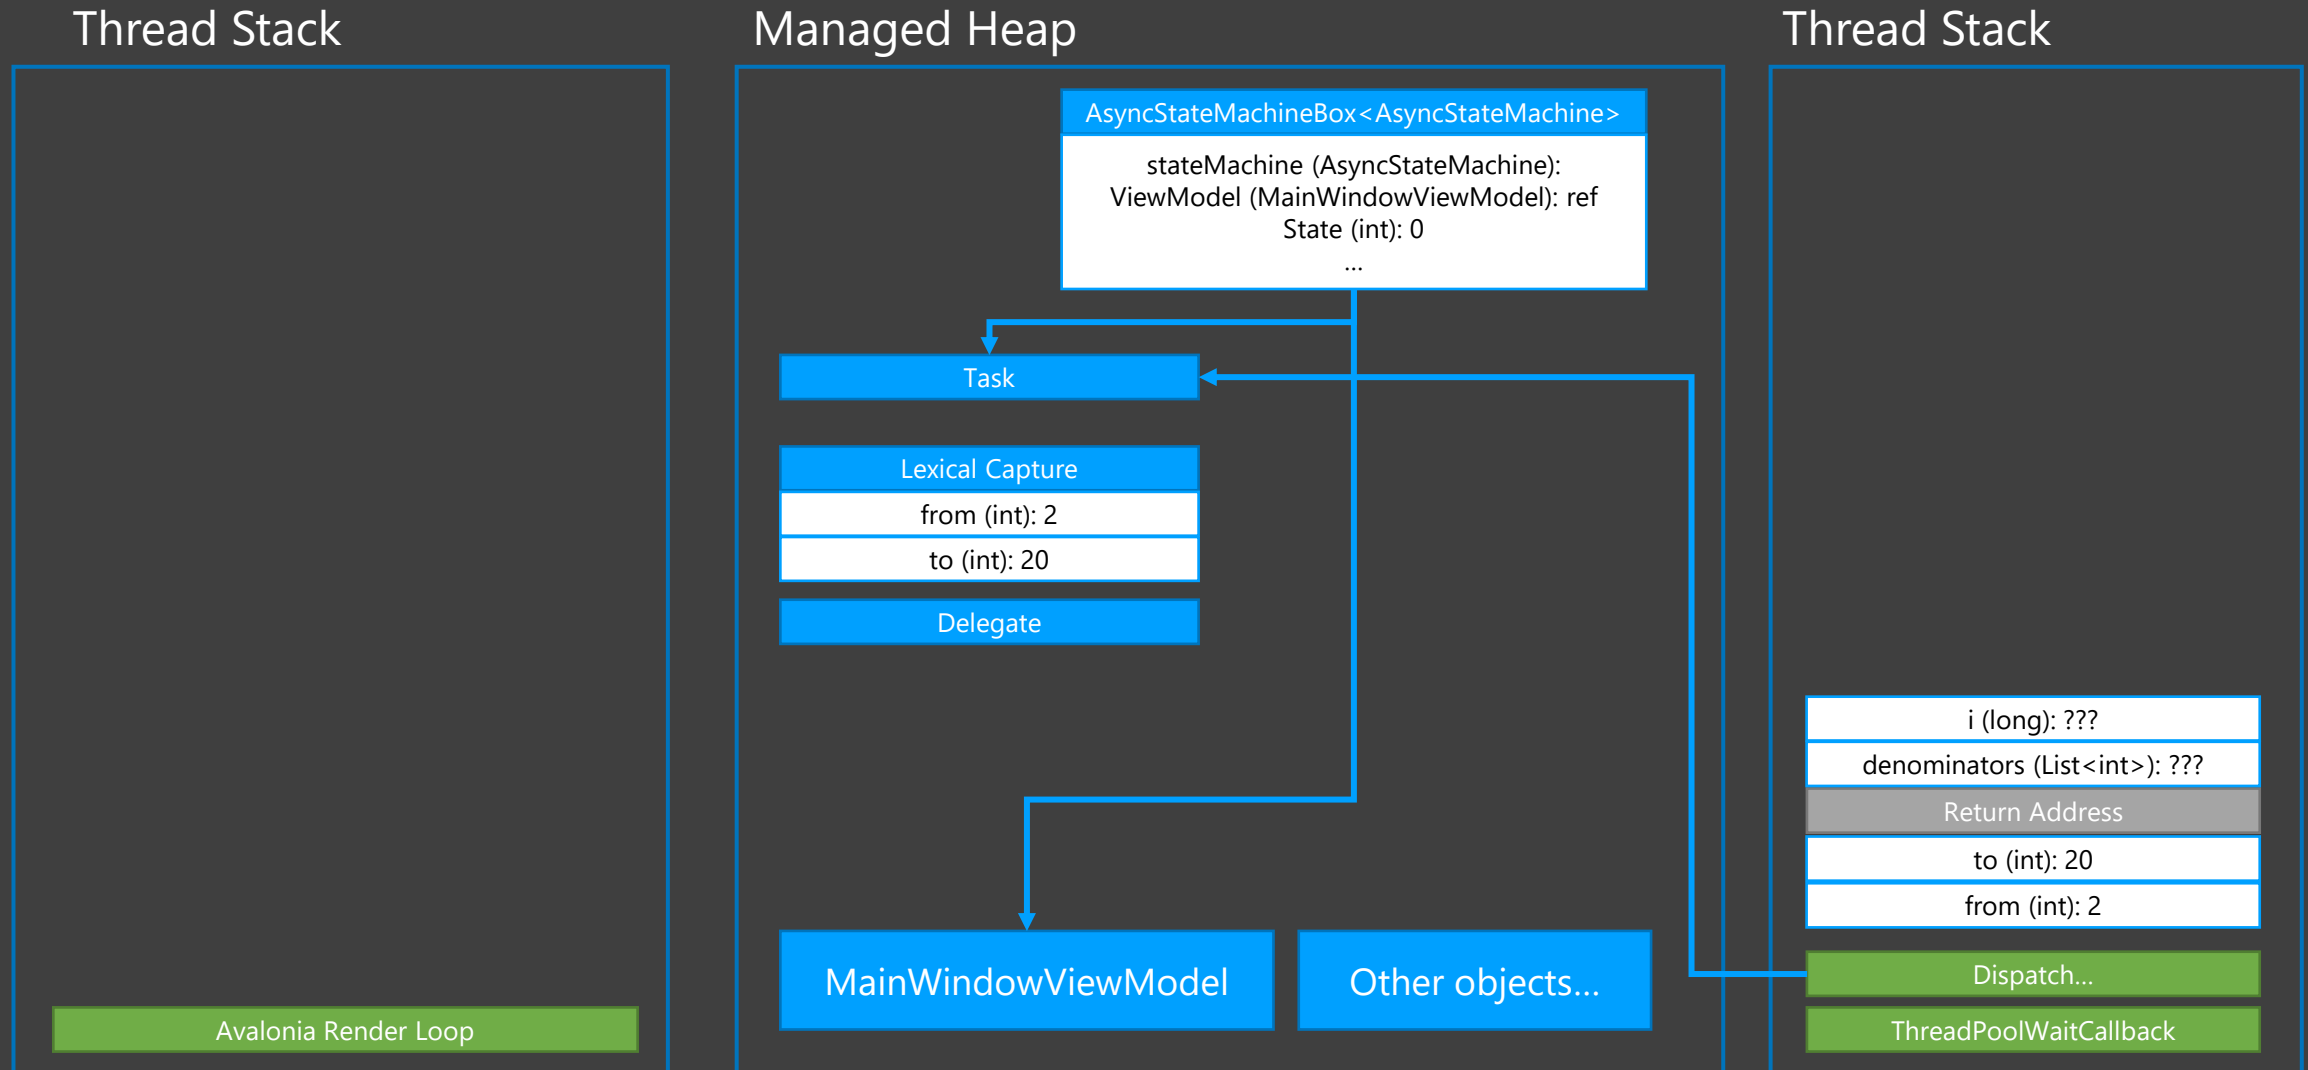 Thread Stack
Avalonia Render Loop
Managed Heap
AsyncStateMachineBox<AsyncStateMachine>
stateMachine (AsyncStateMachine):
ViewModel (MainWindowViewModel): ref
State (int): 0
...
Task
Lexical Capture
from (int): 2
to (int): 20
Delegate
MainWindowViewModel
Other objects...
Thread Stack
i (long): ???
denominators (List<int>): ???
Return Address
to (int): 20
from (int): 2
Dispatch...
ThreadPoolWaitCallback